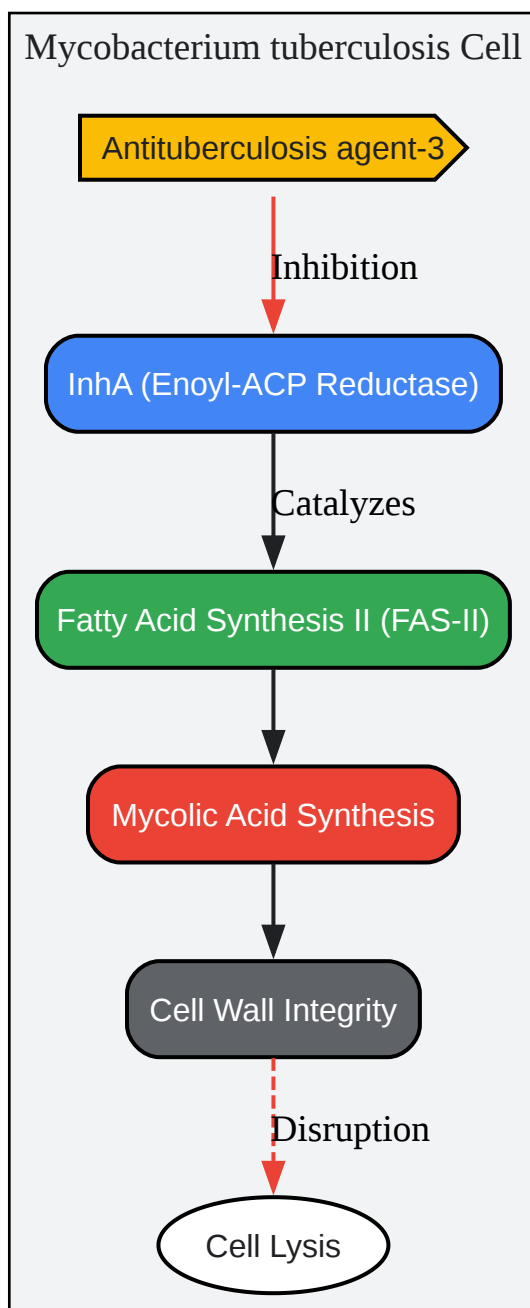 Mycobacterium tuberculosis Cell
Antituberculosis agent-3
Inhibition
InhA (Enoyl-ACP Reductase)
Catalyzes
Fatty Acid Synthesis II (FAS-II)
Mycolic Acid Synthesis
Cell Wall Integrity
Disruption
Cell Lysis